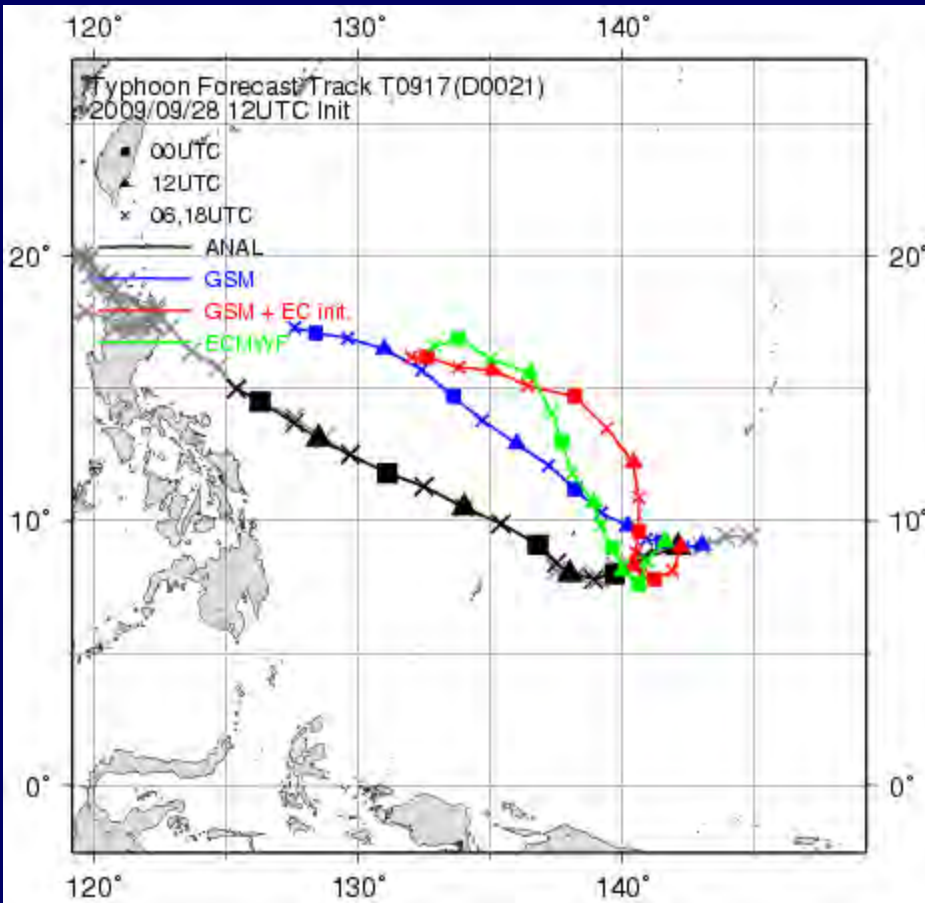 120° 130° 140°
Typhoon Forecast Track T0917(D0021)
2009/09/28 12UTC Init
00UTC
12UTC
06,18UTC
ANAL
20° 20°
GSM
GSM + EC init.
ECMWF
10° 10°
0° 0°
120° 130° 140°